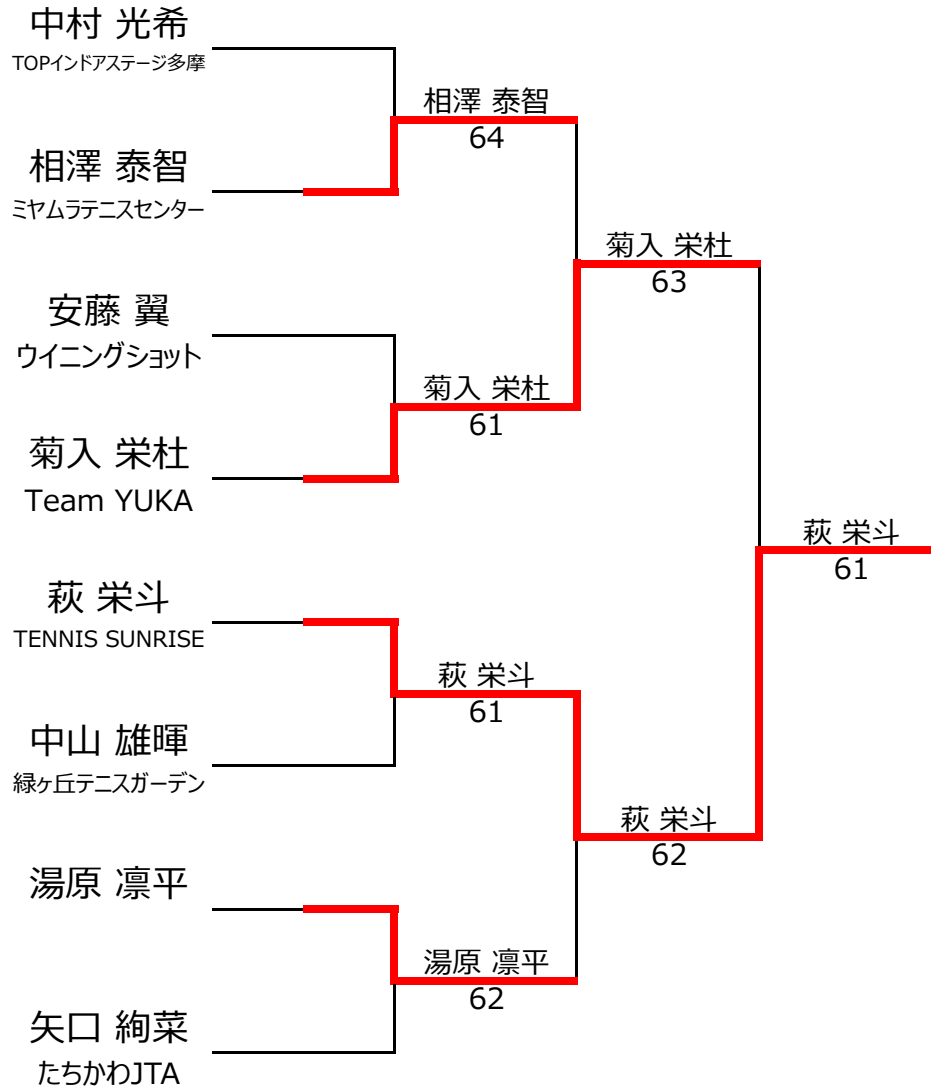 中村 光希
TOPインドアステージ多摩
相澤 泰智
64
相澤 泰智
ミヤムラテニスセンター
菊入 栄杜
63
安藤 翼
ウイニングショット
菊入 栄杜
61
菊入 栄杜
Team YUKA
萩 栄斗
61
萩 栄斗
TENNIS SUNRISE
萩 栄斗
61
中山 雄暉
緑ヶ丘テニスガーデン
萩 栄斗
62
湯原 凛平
湯原 凛平
62
矢口 絢菜
たちかわJTA